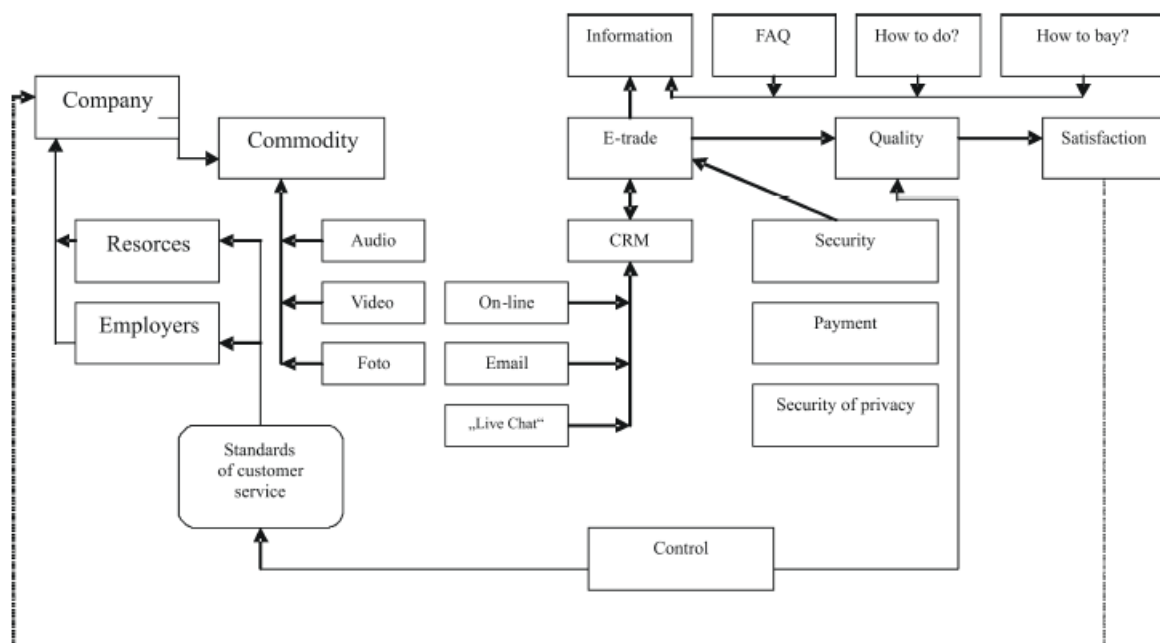 Information
FAQ
How to do?
How to bay?
Company
Commodity
E-trade
Quality
Satisfaction
Resorces
Audio
CRM
Security
Employers
Video
On-line
Payment
Foto
Email
Security of privacy
„Live Chat“
Standards
of customer
service
Control